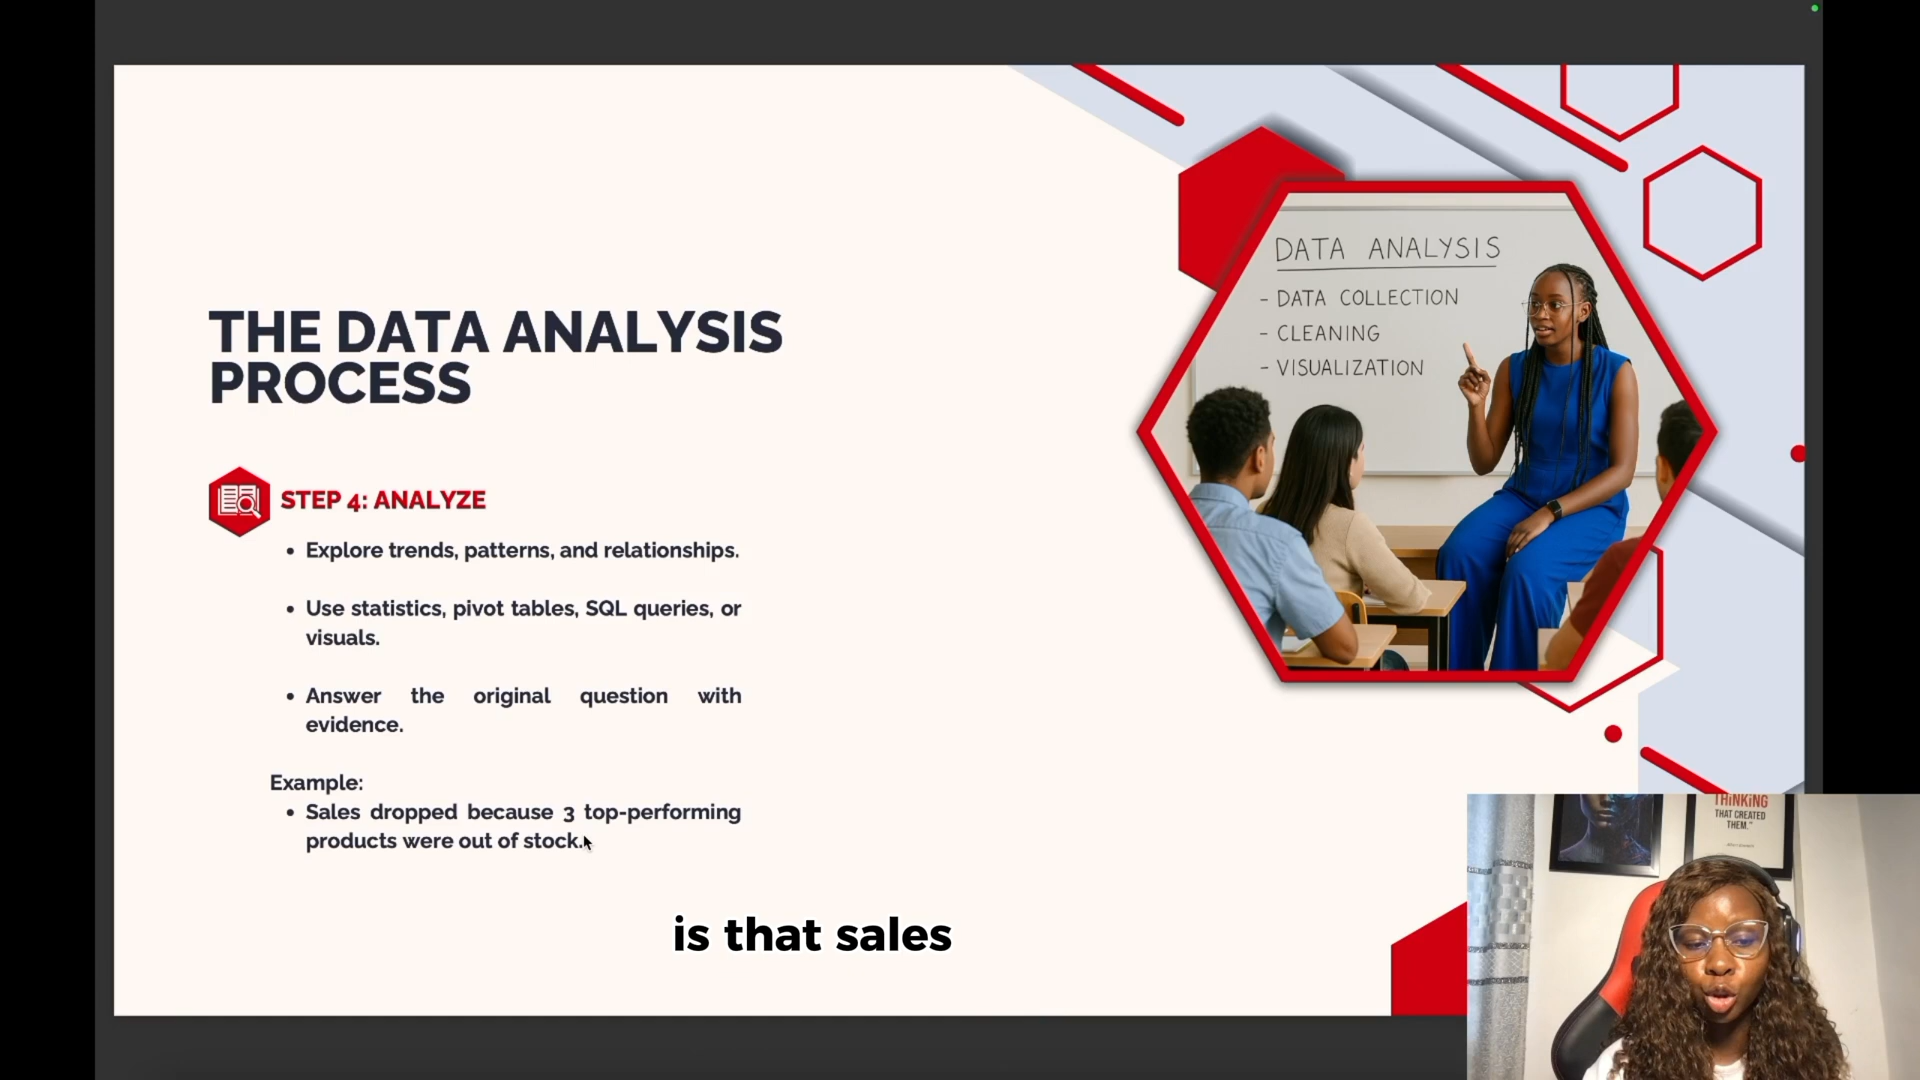 THE DATA ANALYSIS
PROCESS
STEP 4: ANALYZE
• Explore trends, patterns, and relationships.
• Use statistics, pivot tables, SQL queries, or
visuals.
• Answer the original question with
evidence.
Example:
• Sales dropped because 3 top-performing
products were out of stock.
DATA ANALYSIS
- DATA COLLECTION
- CLEANING
- VISUALIZATION
is that sales
THiNKiNG
THAT CREATED
THEM."